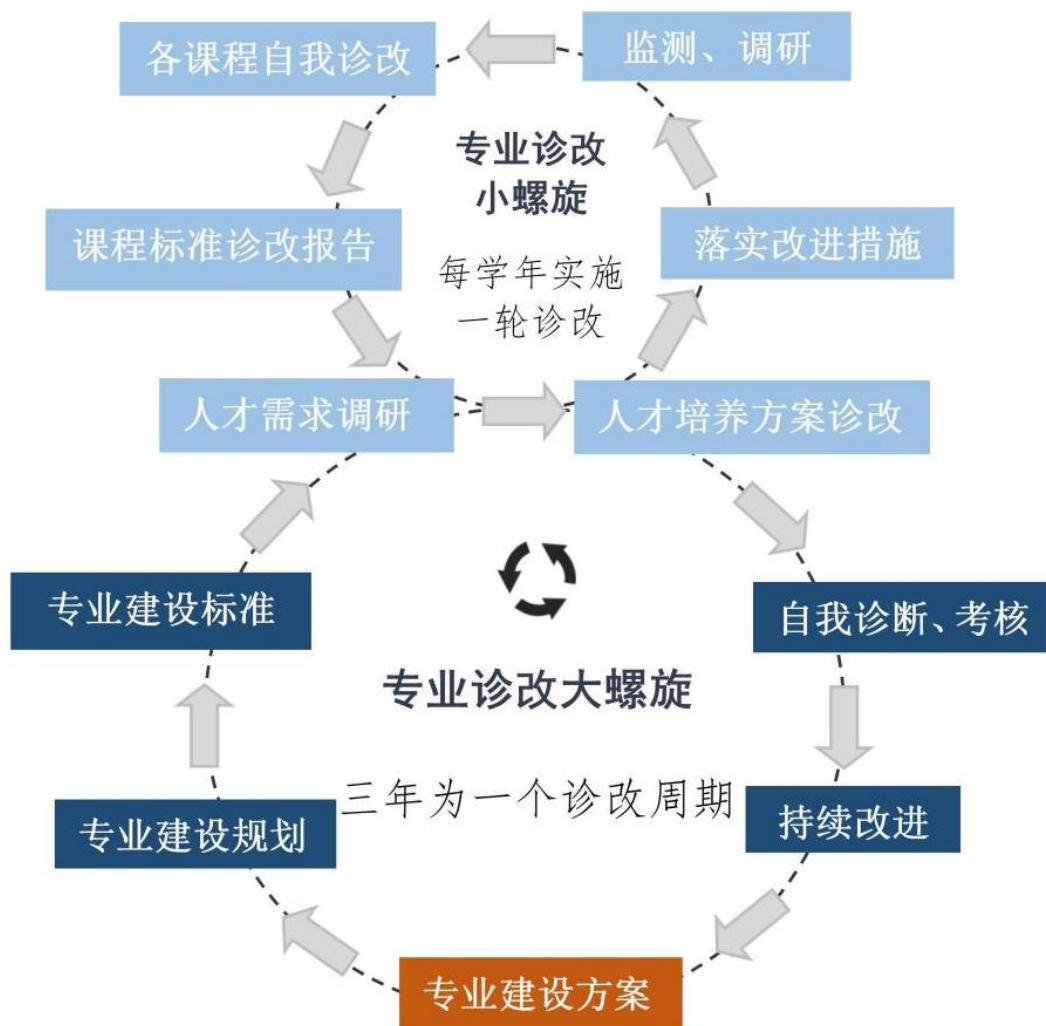 各课程自我诊改
监测、调研
专业诊改
小螺旋
课程标准诊改报告
落实改进措施
每学年实施
一轮诊改
人才需求调研
人才培养方案诊改
专业建设标准
自我诊断、考核
专业诊改大螺旋
三年为一个诊改周期
专业建设规划
持续改进
专业建设方案